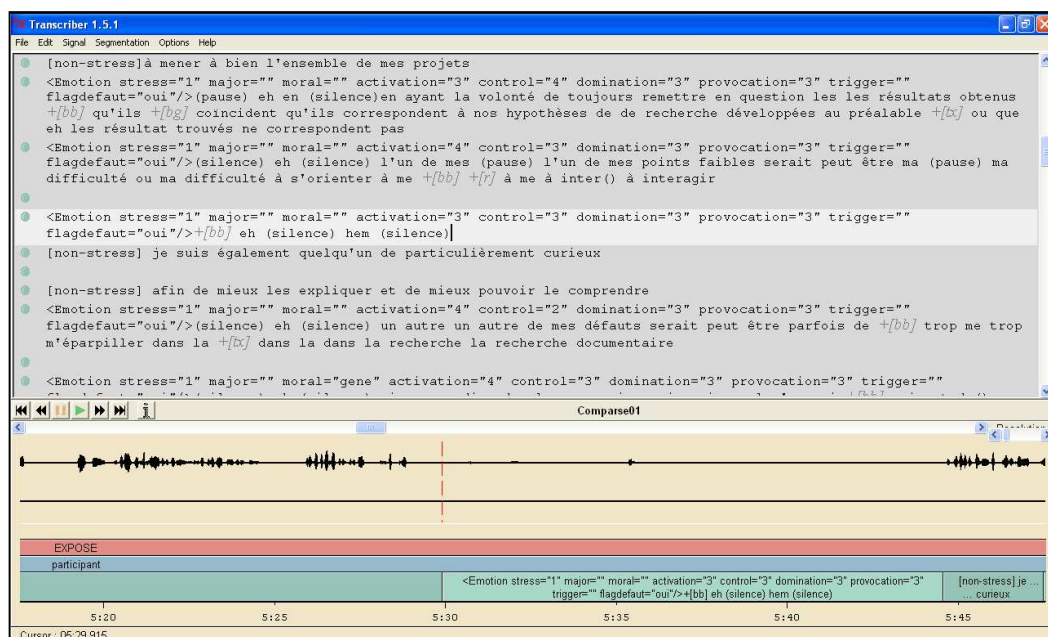 Transcriber 1.5.1
File Edit Signal Segmentation Options Help
[non-stress]à mener à bien l'ensemble de mes projets
<Emotion stress="1" major="" moral="" activation="3" control="4" domination="3" provocation="3" trigger=""
flagdefaut="oui"/>(pause) eh en (silence)en ayant la volonté de toujours remettre en question les les résultats obtenus
+[bb] qu'ils +[bg] coïncident qu'ils correspondent à nos hypothèses de de recherche développées au préalable +[tx] ou que
eh les résultat trouvés ne correspondent pas
<Emotion stress="1" major="" moral="" activation="4" control="3" domination="3" provocation="3" trigger=""
flagdefaut="oui"/>(silence) eh (silence) l'un de mes (pause) l'un de mes points faibles serait peut être ma (pause) ma
difficulté ou ma difficulté à s'orienter à me +[bb] +[r] à me à inter() à interagir
<Emotion stress="1" major="" moral="" activation="3" control="3" domination="3" provocation="3" trigger=""
flagdefaut="oui"/>+[bb] eh (silence) hem (silence)
[non-stress] je suis également quelqu'un de particulièrement curieux
[non-stress] afin de mieux les expliquer et de mieux pouvoir le comprendre
<Emotion stress="1" major="" moral="" activation="4" control="2" domination="3" provocation="3" trigger=""
flagdefaut="oui"/>(silence) eh (silence) un autre un autre de mes défauts serait peut être parfois de +[bb] trop me trop
m'éparpiller dans la +[tx] dans la dans la recherche la recherche documentaire
<Emotion stress="1" major="" moral="gene" activation="4" control="3" domination="3" provocation="3" trigger=""
Comparse01
EXPOSE
participant
<Emotion stress="1" major="" moral="" activation="3" control="3" domination="3" provocation="3"
trigger="" flagdefaut="oui"/>+[bb] eh (silence) hem (silence)
[non-stress] je ...
... curieux
5:20 5:25 5:30 5:35 5:40 5:45
Cursor : 05:29.915